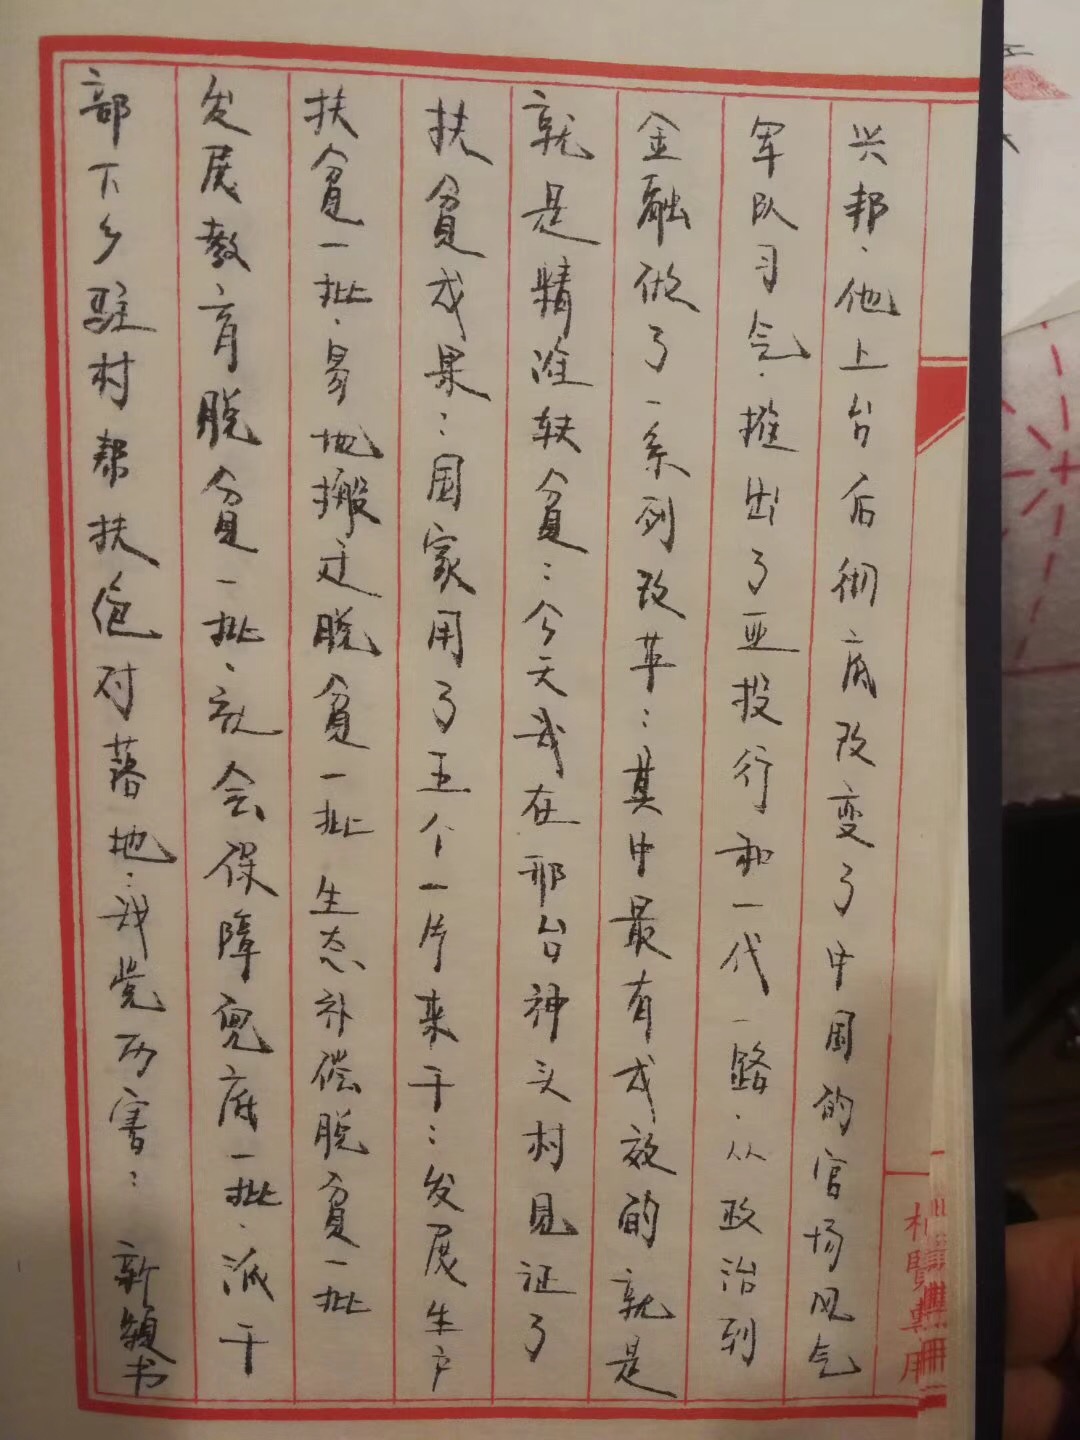 兴邦、他上台后彻底改变了中国的官场风气
军队习气、推出了亚投行和一代一路、从政治到
金融做了一系列改革：其中最有成效的就是
就是精准扶贫：今天我在邢台神头村见证了
扶贫成果：国家用了五个一片来干：发展生产
扶贫一批、易地搬迁脱贫一批 生态补偿脱贫一批
发展教育脱贫一批、社会保障兜底一批、派干
部下乡驻村帮扶包对落地：我党历害： 新颖书